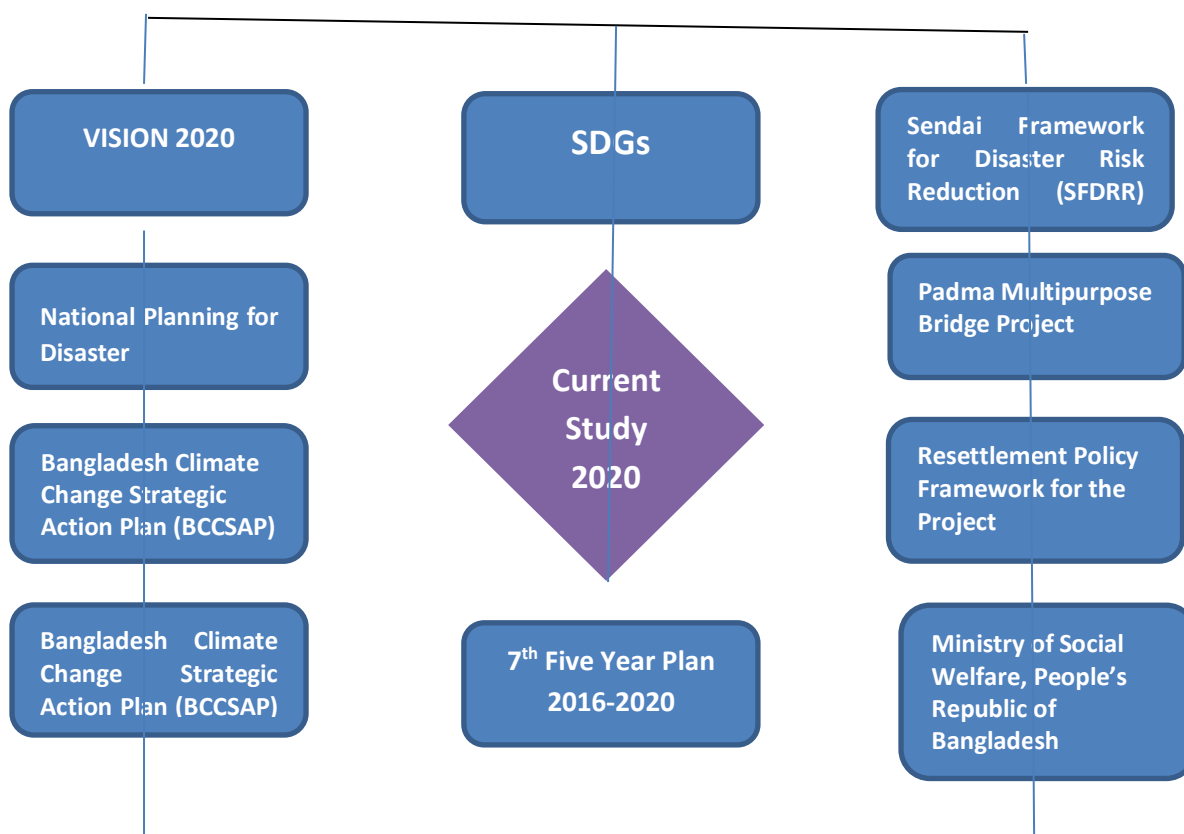 VISION 2020
National Planning for
Disaster
Bangladesh Climate
Change Strategic
Action Plan (BCCSAP)
Bangladesh Climate
Change Strategic
Action Plan (BCCSAP)
SDGs
Current
Study
2020
7th Five Year Plan
2016-2020
Sendai Framework
for Disaster Risk
Reduction (SFDRR)
Padma Multipurpose
Bridge Project
Resettlement Policy
Framework for the
Project
Ministry of Social
Welfare, People’s
Republic of
Bangladesh